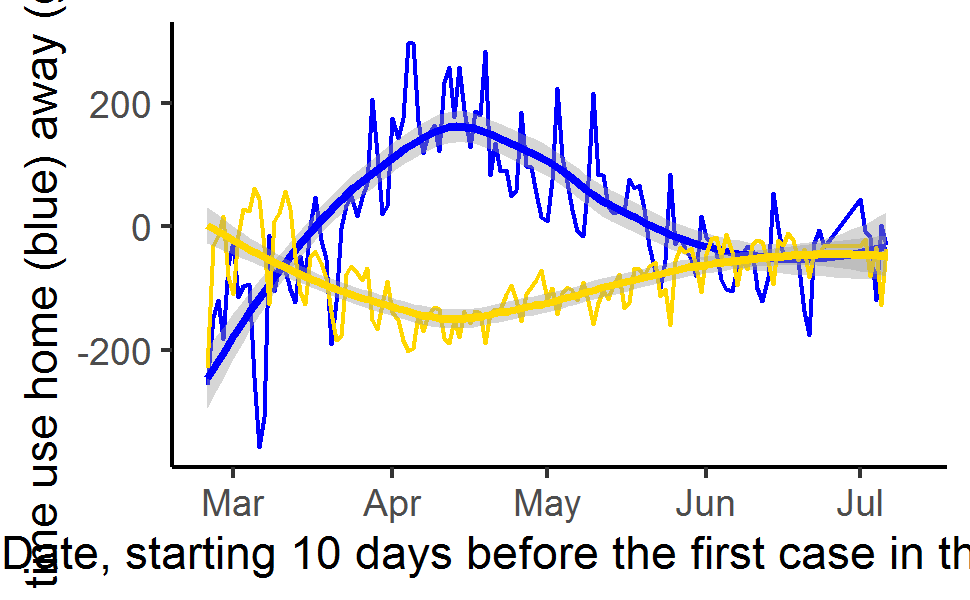 time use home (blue) away (g
200
0
-200
Mar Apr May Jun Jul
Date, starting 10 days before the first case in th